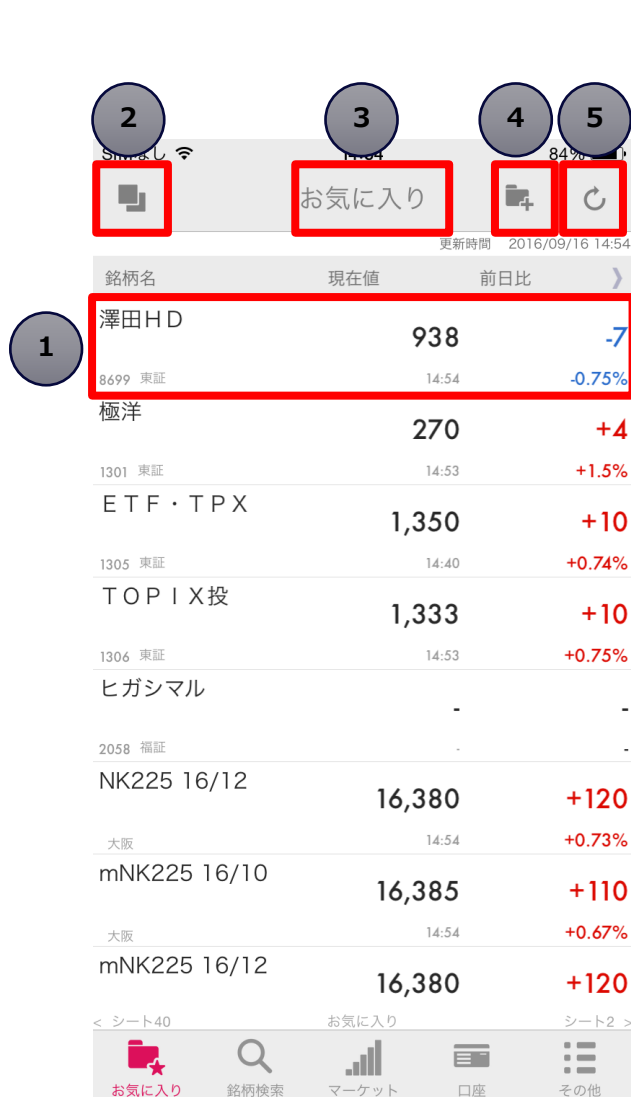 2 3 4 5
SIMなし 14:54 84%
お気に入り
更新時間 2016/09/16 14:54
銘柄名 現在値 前日比 》
1
澤田HD
938 -7
8699 東証 14:54 -0.75%
極洋
270 +4
1301 東証 14:53 +1.5%
ETF・TPX
1,350 +10
1305 東証 14:40 +0.74%
TOPIX投
1,333 +10
1306 東証 14:53 +0.75%
ヒガシマル
- -
2058 福証 - -
NK225 16/12
16,380 +120
大阪 14:54 +0.73%
mNK225 16/10
16,385 +110
大阪 14:54 +0.67%
mNK225 16/12
16,380 +120
< シート40 お気に入り シート2 >
お気に入り 銘柄検索 マーケット 口座 その他